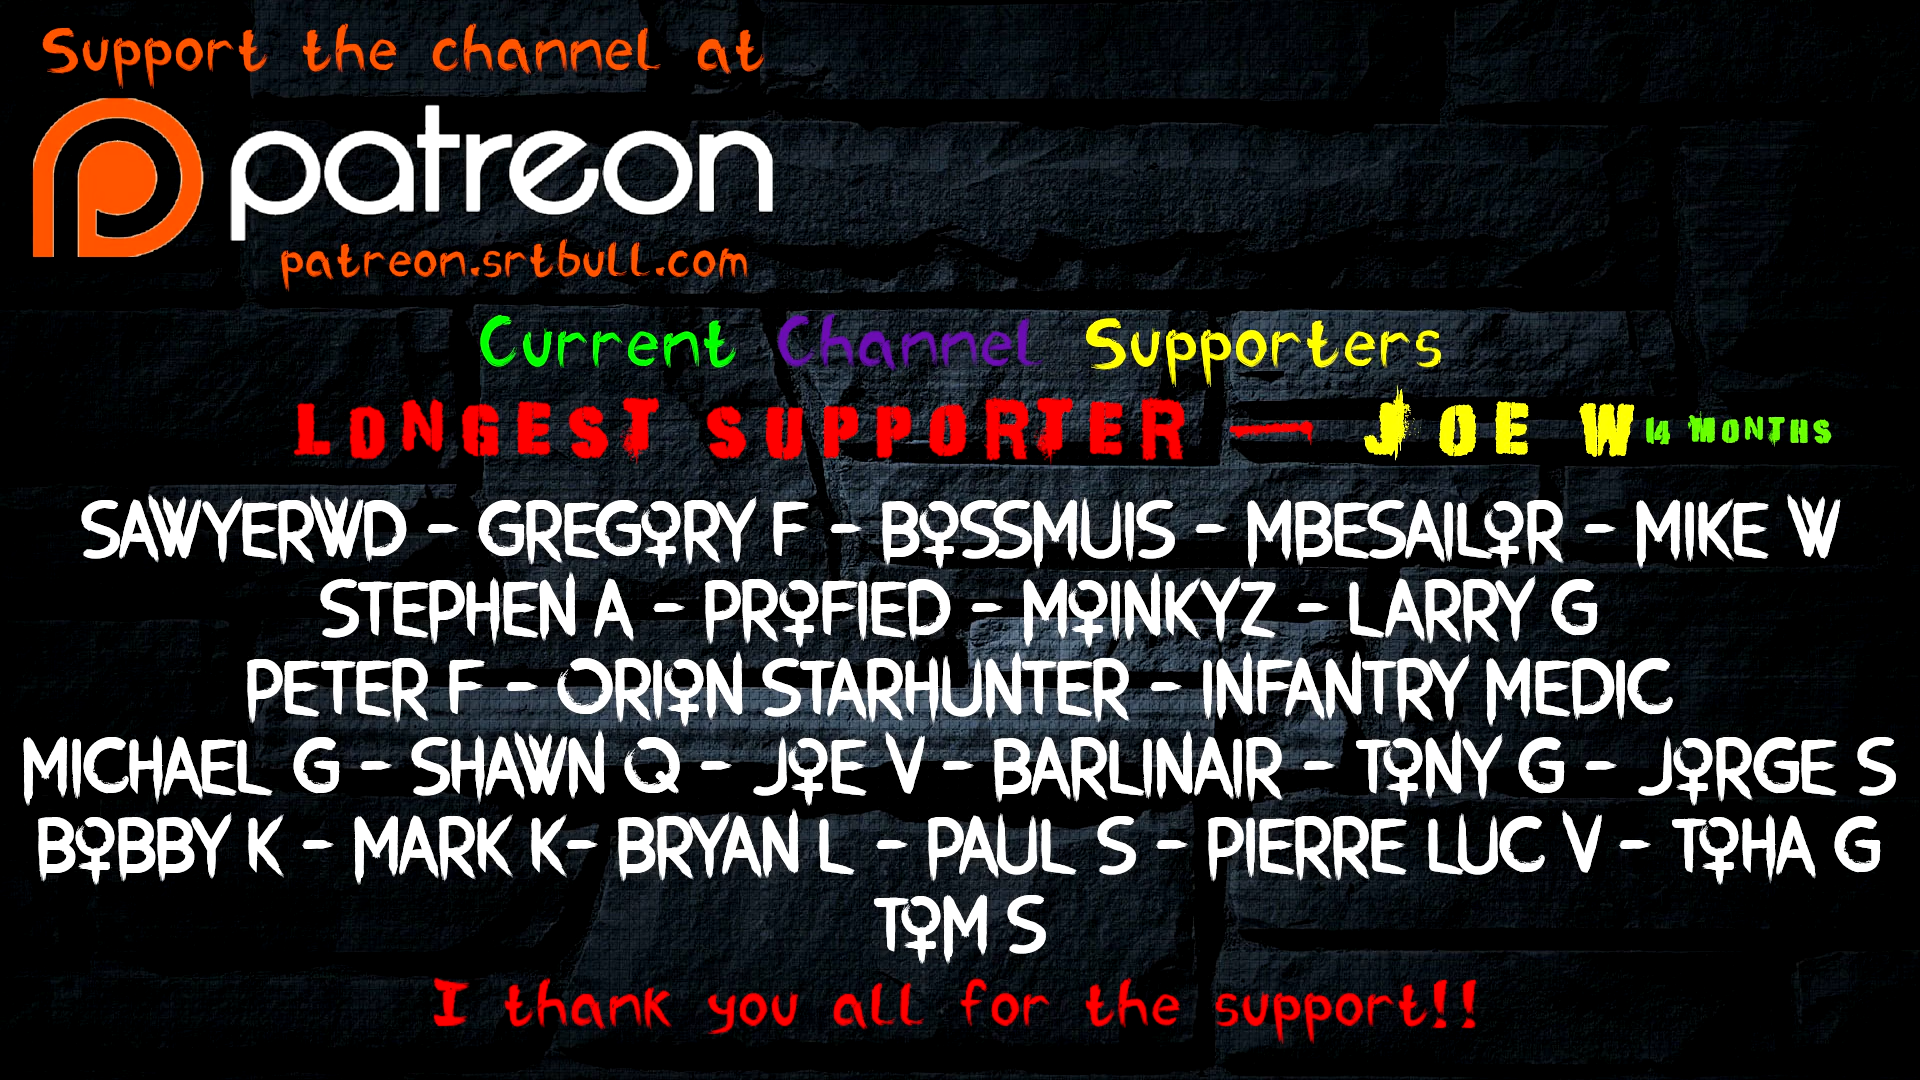 Support the channel at
patreon
patreon.srtbull.com
Current Channel Supporters
LONGEST SUPPORTER - JOE W 14 MONTHS
SAWYERWD - GREGORY F - BOSSMUIS - MBESAILOR - MIKE W
STEPHEN A - PROFIED - MOINKYZ - LARRY G
PETER F - ORION STARHUNTER - INFANTRY MEDIC
MICHAEL G - SHAWN Q - JOE V - BARLINAIR - TONY G - JORGE S
BOBBY K - MARK K- BRYAN L - PAUL S - PIERRE LUC V - TOHA G
TOM S
I thank you all for the support!!